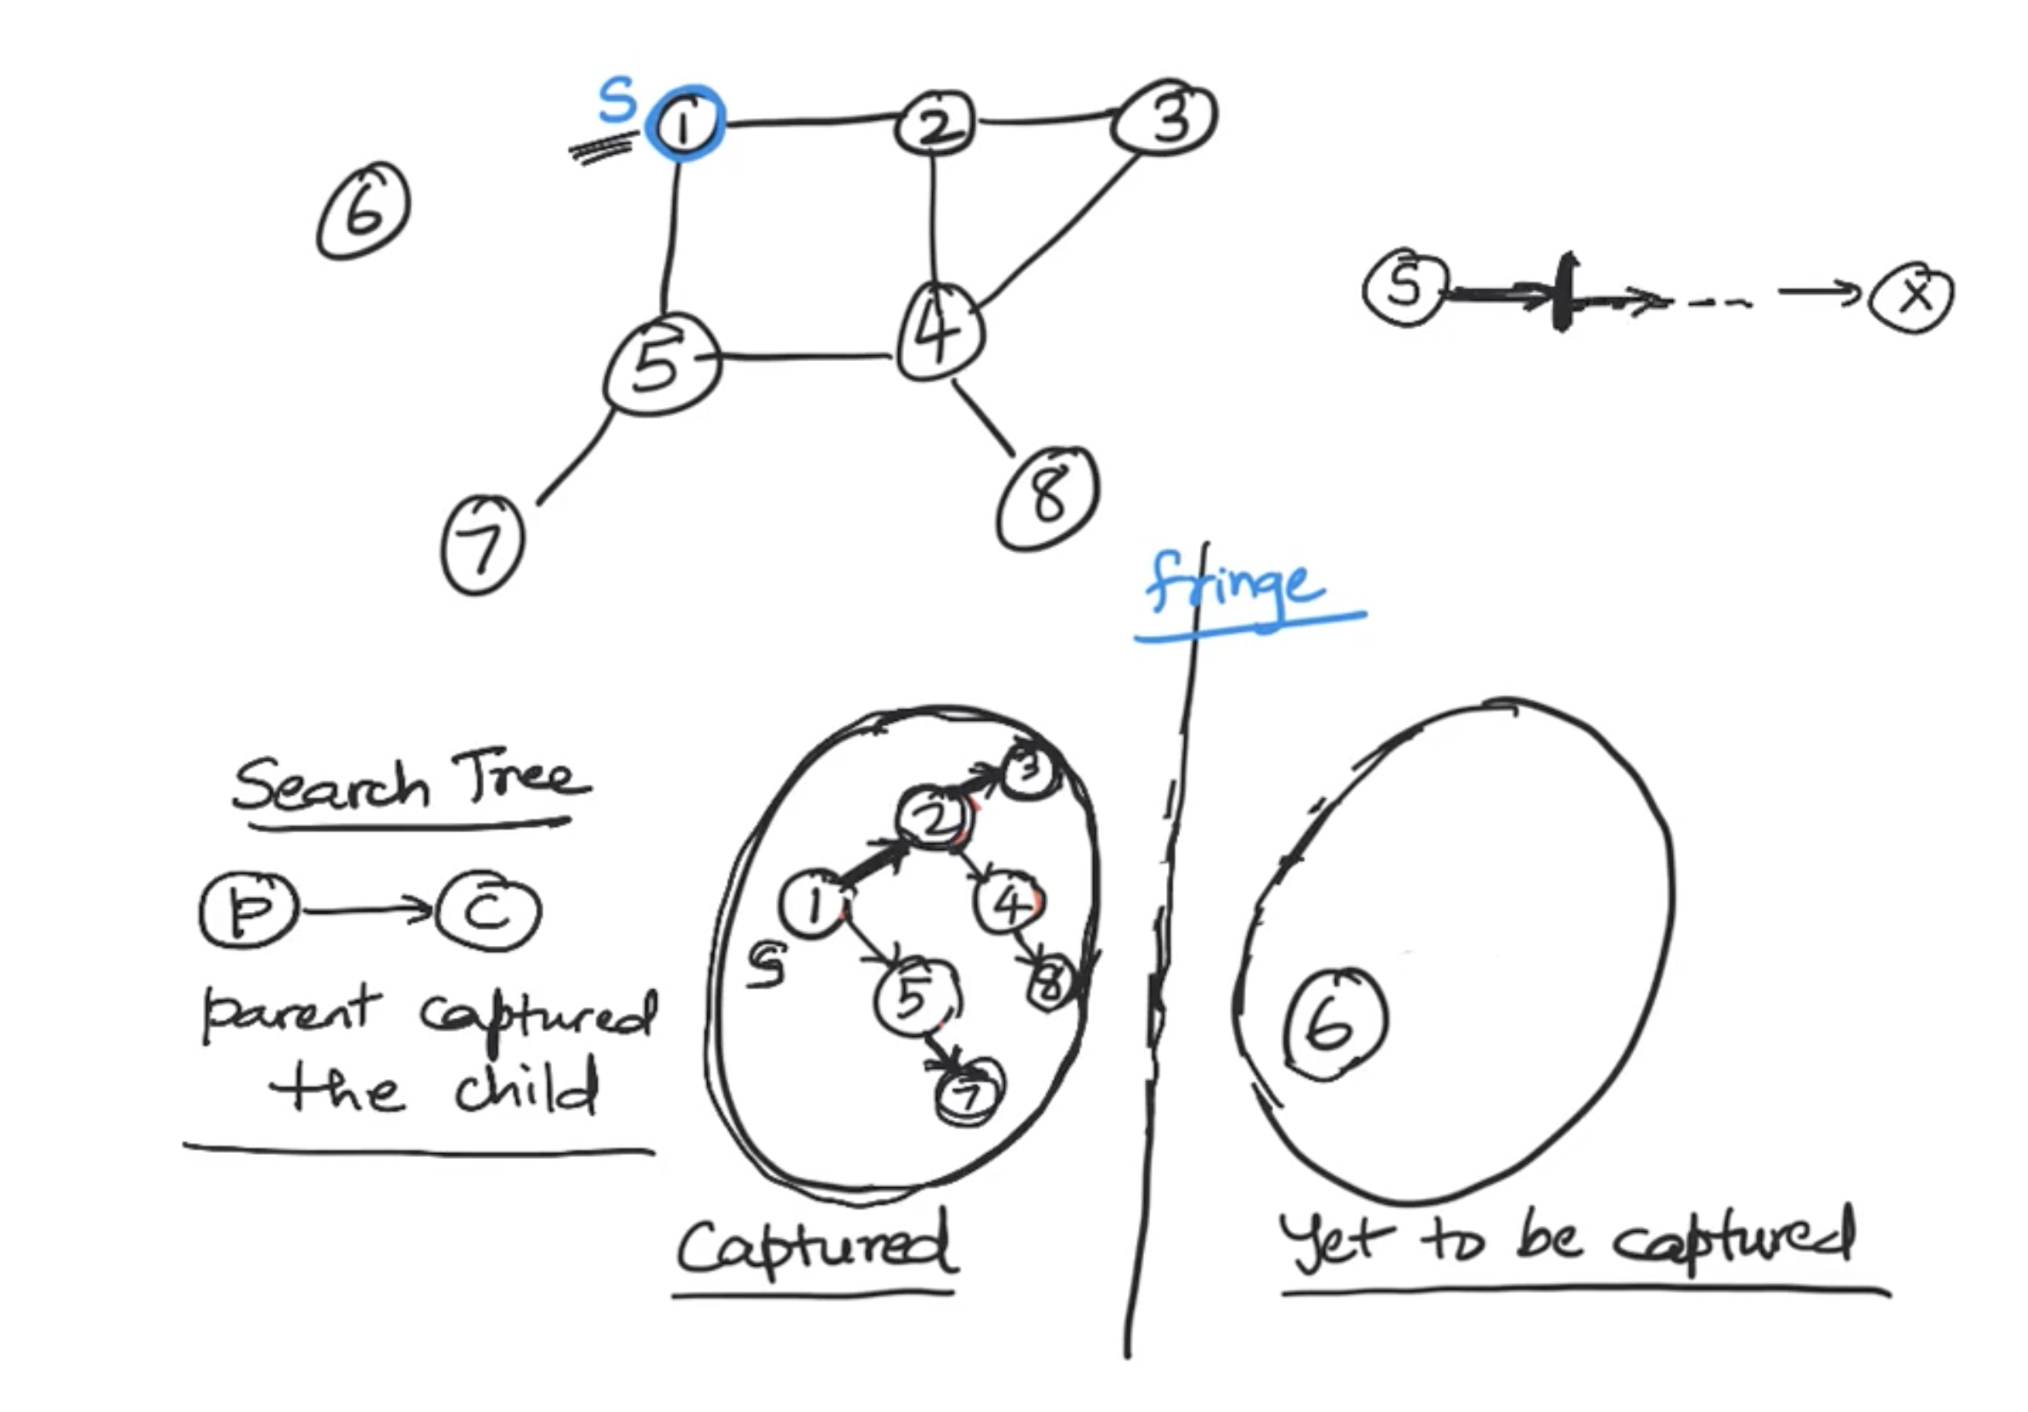 S
1 2 3
6
S X
5 4
8
7
fringe
Search Tree
P C
parent captured
the child
3
2
1 4
S
5 8
7
6
Captured
Yet to be captured